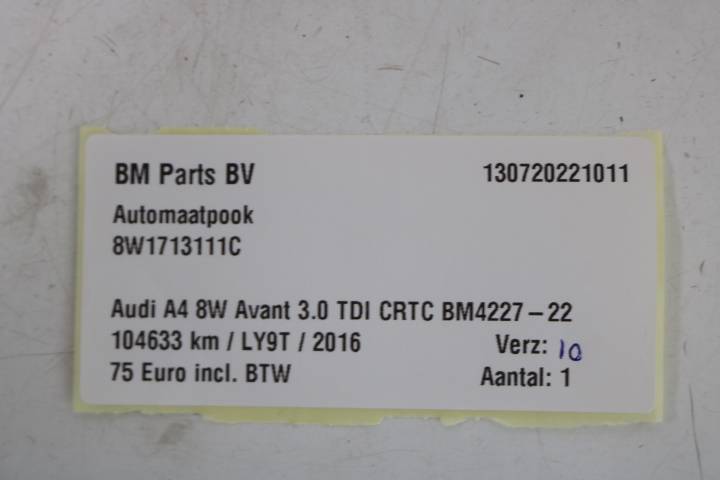 BM Parts BV 130720221011
Automaatpook
8W1713111C
Audi A4 8W Avant 3.0 TDI CRTC BM4227-22
104633 km / LY9T / 2016 Verz: 10
75 Euro incl. BTW Aantal: 1